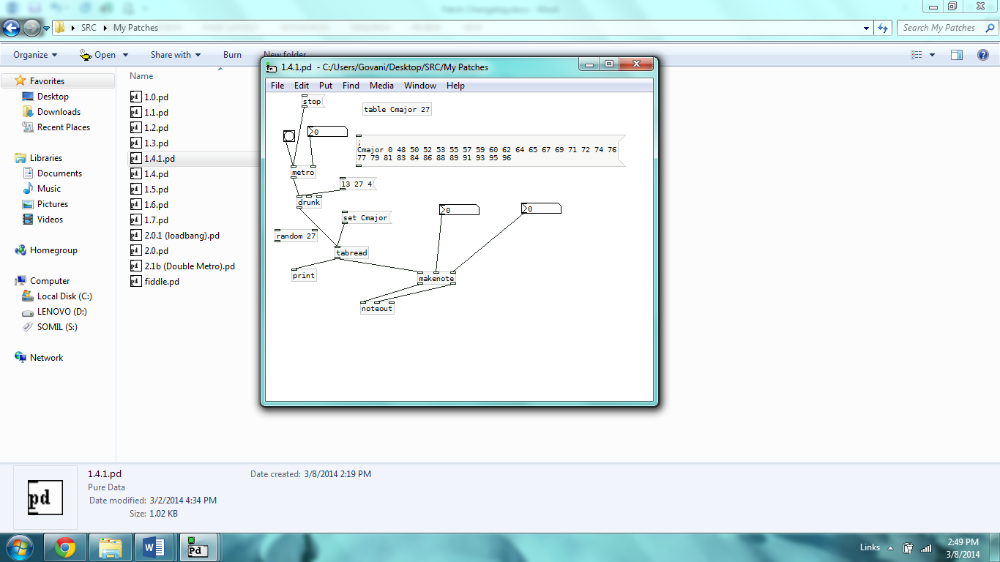 Patch Changelog.docx - Word
SRC
My Patches
Search My Patches
Organize
Open
Share with
Burn
New folder
Favorites
Desktop
Downloads
Recent Places
Libraries
Documents
Music
Pictures
Videos
Homegroup
Computer
Local Disk (C:)
LENOVO (D:)
SOMIL (S:)
Network
Name
1.0.pd
1.1.pd
1.2.pd
1.3.pd
1.4.1.pd
1.4.pd
1.5.pd
1.6.pd
1.7.pd
2.0.1 (loadbang).pd
2.0.pd
2.1b (Double Metro).pd
fiddle.pd
1.4.1.pd - C:/Users/Govani/Desktop/SRC/My Patches
File Edit Put Find Media Window Help
stop
table Cmajor 27
0
;
Cmajor 0 48 50 52 53 55 57 59 60 62 64 65 67 69 71 72 74 76
77 79 81 83 84 86 88 89 91 93 95 96
metro
13 27 4
drunk
0
0
set Cmajor
random 27
tabread
print
makenote
noteout
pd
1.4.1.pd
Pure Data
Date modified: 3/2/2014 4:34 PM
Size: 1.02 KB
Date created: 3/8/2014 2:19 PM
Pd
Links
2:49 PM
3/8/2014